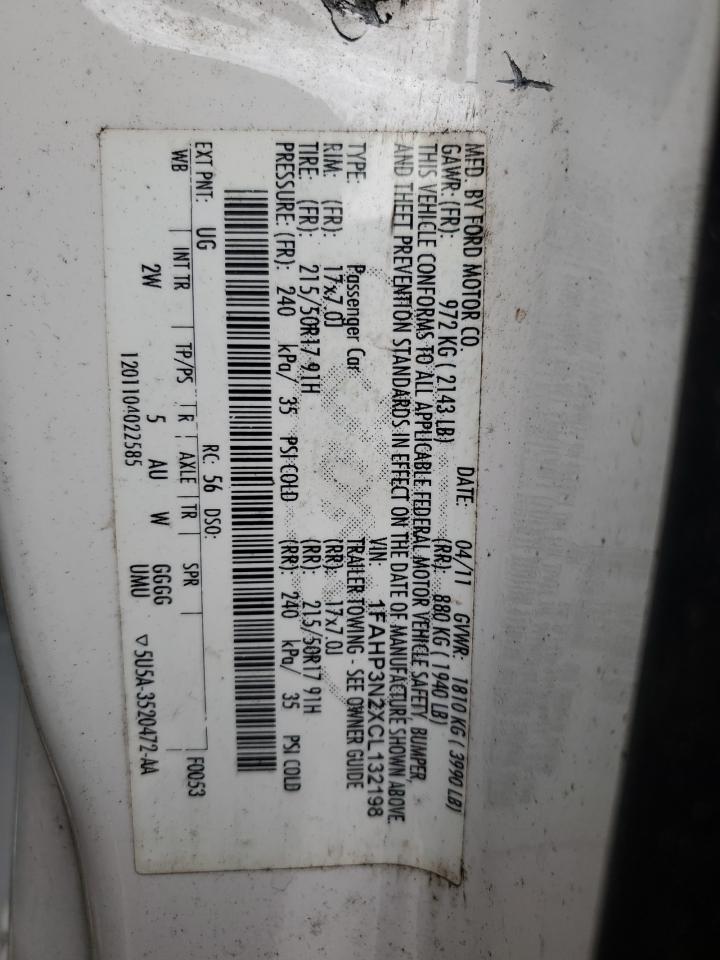 MFD. BY FORD MOTOR CO. DATE: 04/11 GVWR: 1810 KG ( 3990 LB)
GAWR: (FR): 972 KG ( 2143 LB) (RR): 880 KG ( 1940 LB)
THIS VEHICLE CONFORMS TO ALL APPLICABLE FEDERAL MOTOR VEHICLE SAFETY, BUMPER,
AND THEFT PREVENTION STANDARDS IN EFFECT ON THE DATE OF MANUFACTURE SHOWN ABOVE.
VIN: 1FAHP3N2XCL132198
TYPE: Passenger Car TRAILER TOWING - SEE OWNER GUIDE
RIM: (FR): 17x7.0J (RR): 17x7.0J
TIRE: (FR): 215/50R17 91H (RR): 215/50R17 91H
PRESSURE: (FR): 240 kPa/ 35 PSI COLD (RR): 240 kPa/ 35 PSI COLD
EXT PNT: UG RC: 56 DSO: F0053
WB INT TR TP/PS R AXLE TR SPR
2W 5 AU W GGGG
UMU
1201104022585 ▽5U5A-3520472-AA